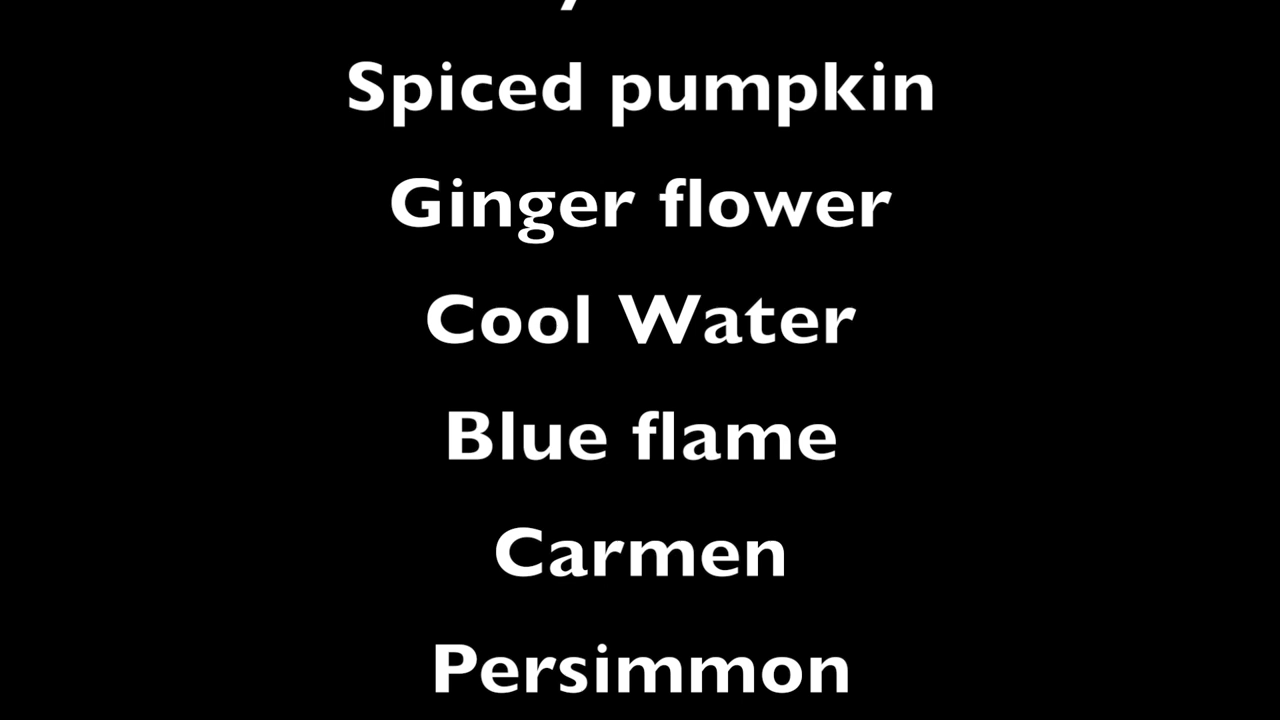 Spiced pumpkin
Ginger flower
Cool Water
Blue flame
Carmen
Persimmon